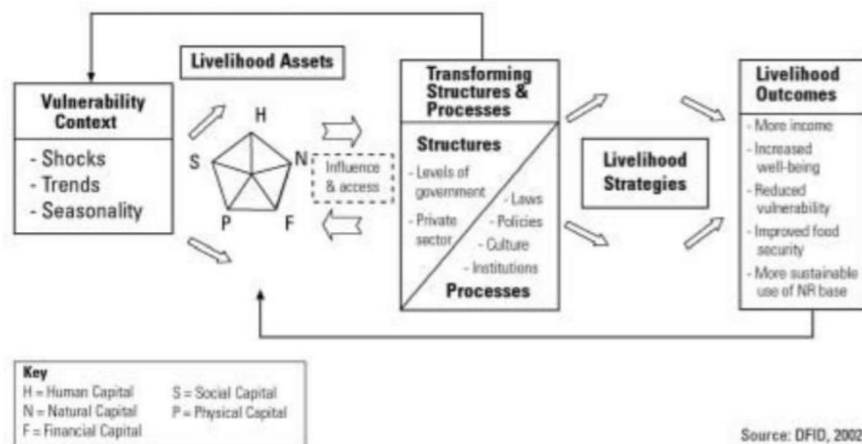 Livelihood Assets
Vulnerability
Context
- Shocks
- Trends
- Seasonality
H
S
N
P
F
Influence
& access
Transforming
Structures &
Processes
Structures
- Levels of
government
- Private
sector
- Laws
- Policies
- Culture
- Institutions
Processes
Livelihood
Strategies
Livelihood
Outcomes
- More income
- Increased
well-being
- Reduced
vulnerability
- Improved food
security
- More sustainable
use of NR base
Key
H = Human Capital
S = Social Capital
N = Natural Capital
P = Physical Capital
F = Financial Capital
Source: DFID, 2002